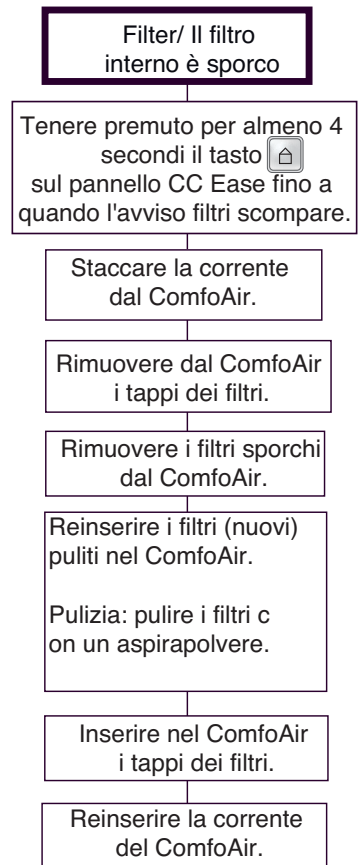 Filter/ Il filtro
interno è sporco
Tenere premuto per almeno 4
secondi il tasto
sul pannello CC Ease fino a
quando l'avviso filtri scompare.
Staccare la corrente
dal ComfoAir.
Rimuovere dal ComfoAir
i tappi dei filtri.
Rimuovere i filtri sporchi
dal ComfoAir.
Reinserire i filtri (nuovi)
puliti nel ComfoAir.
Pulizia: pulire i filtri c
on un aspirapolvere.
Inserire nel ComfoAir
i tappi dei filtri.
Reinserire la corrente
del ComfoAir.